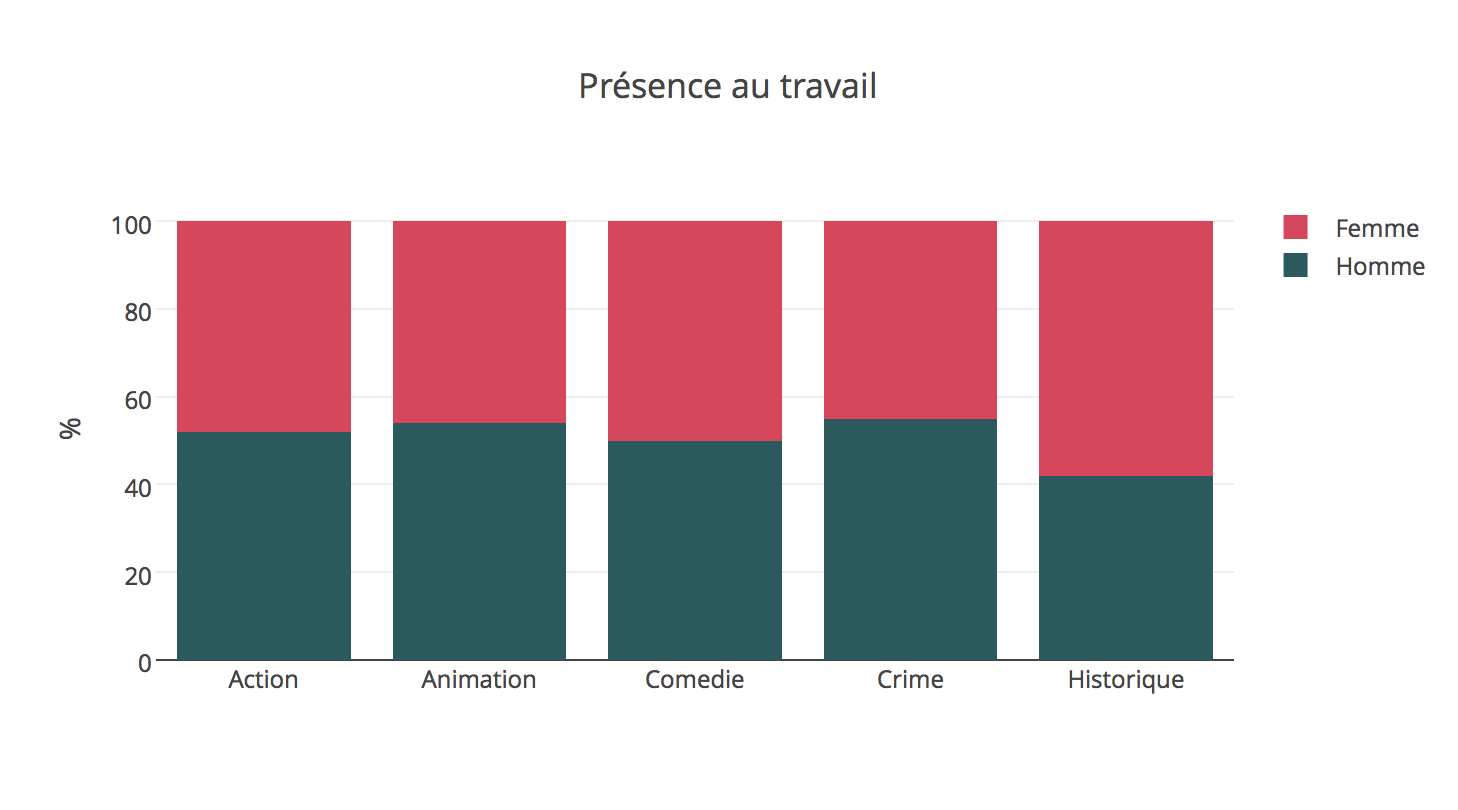 Présence au travail
Femme
Homme
100
80
60
40
20
0
%
Action
Animation
Comedie
Crime
Historique